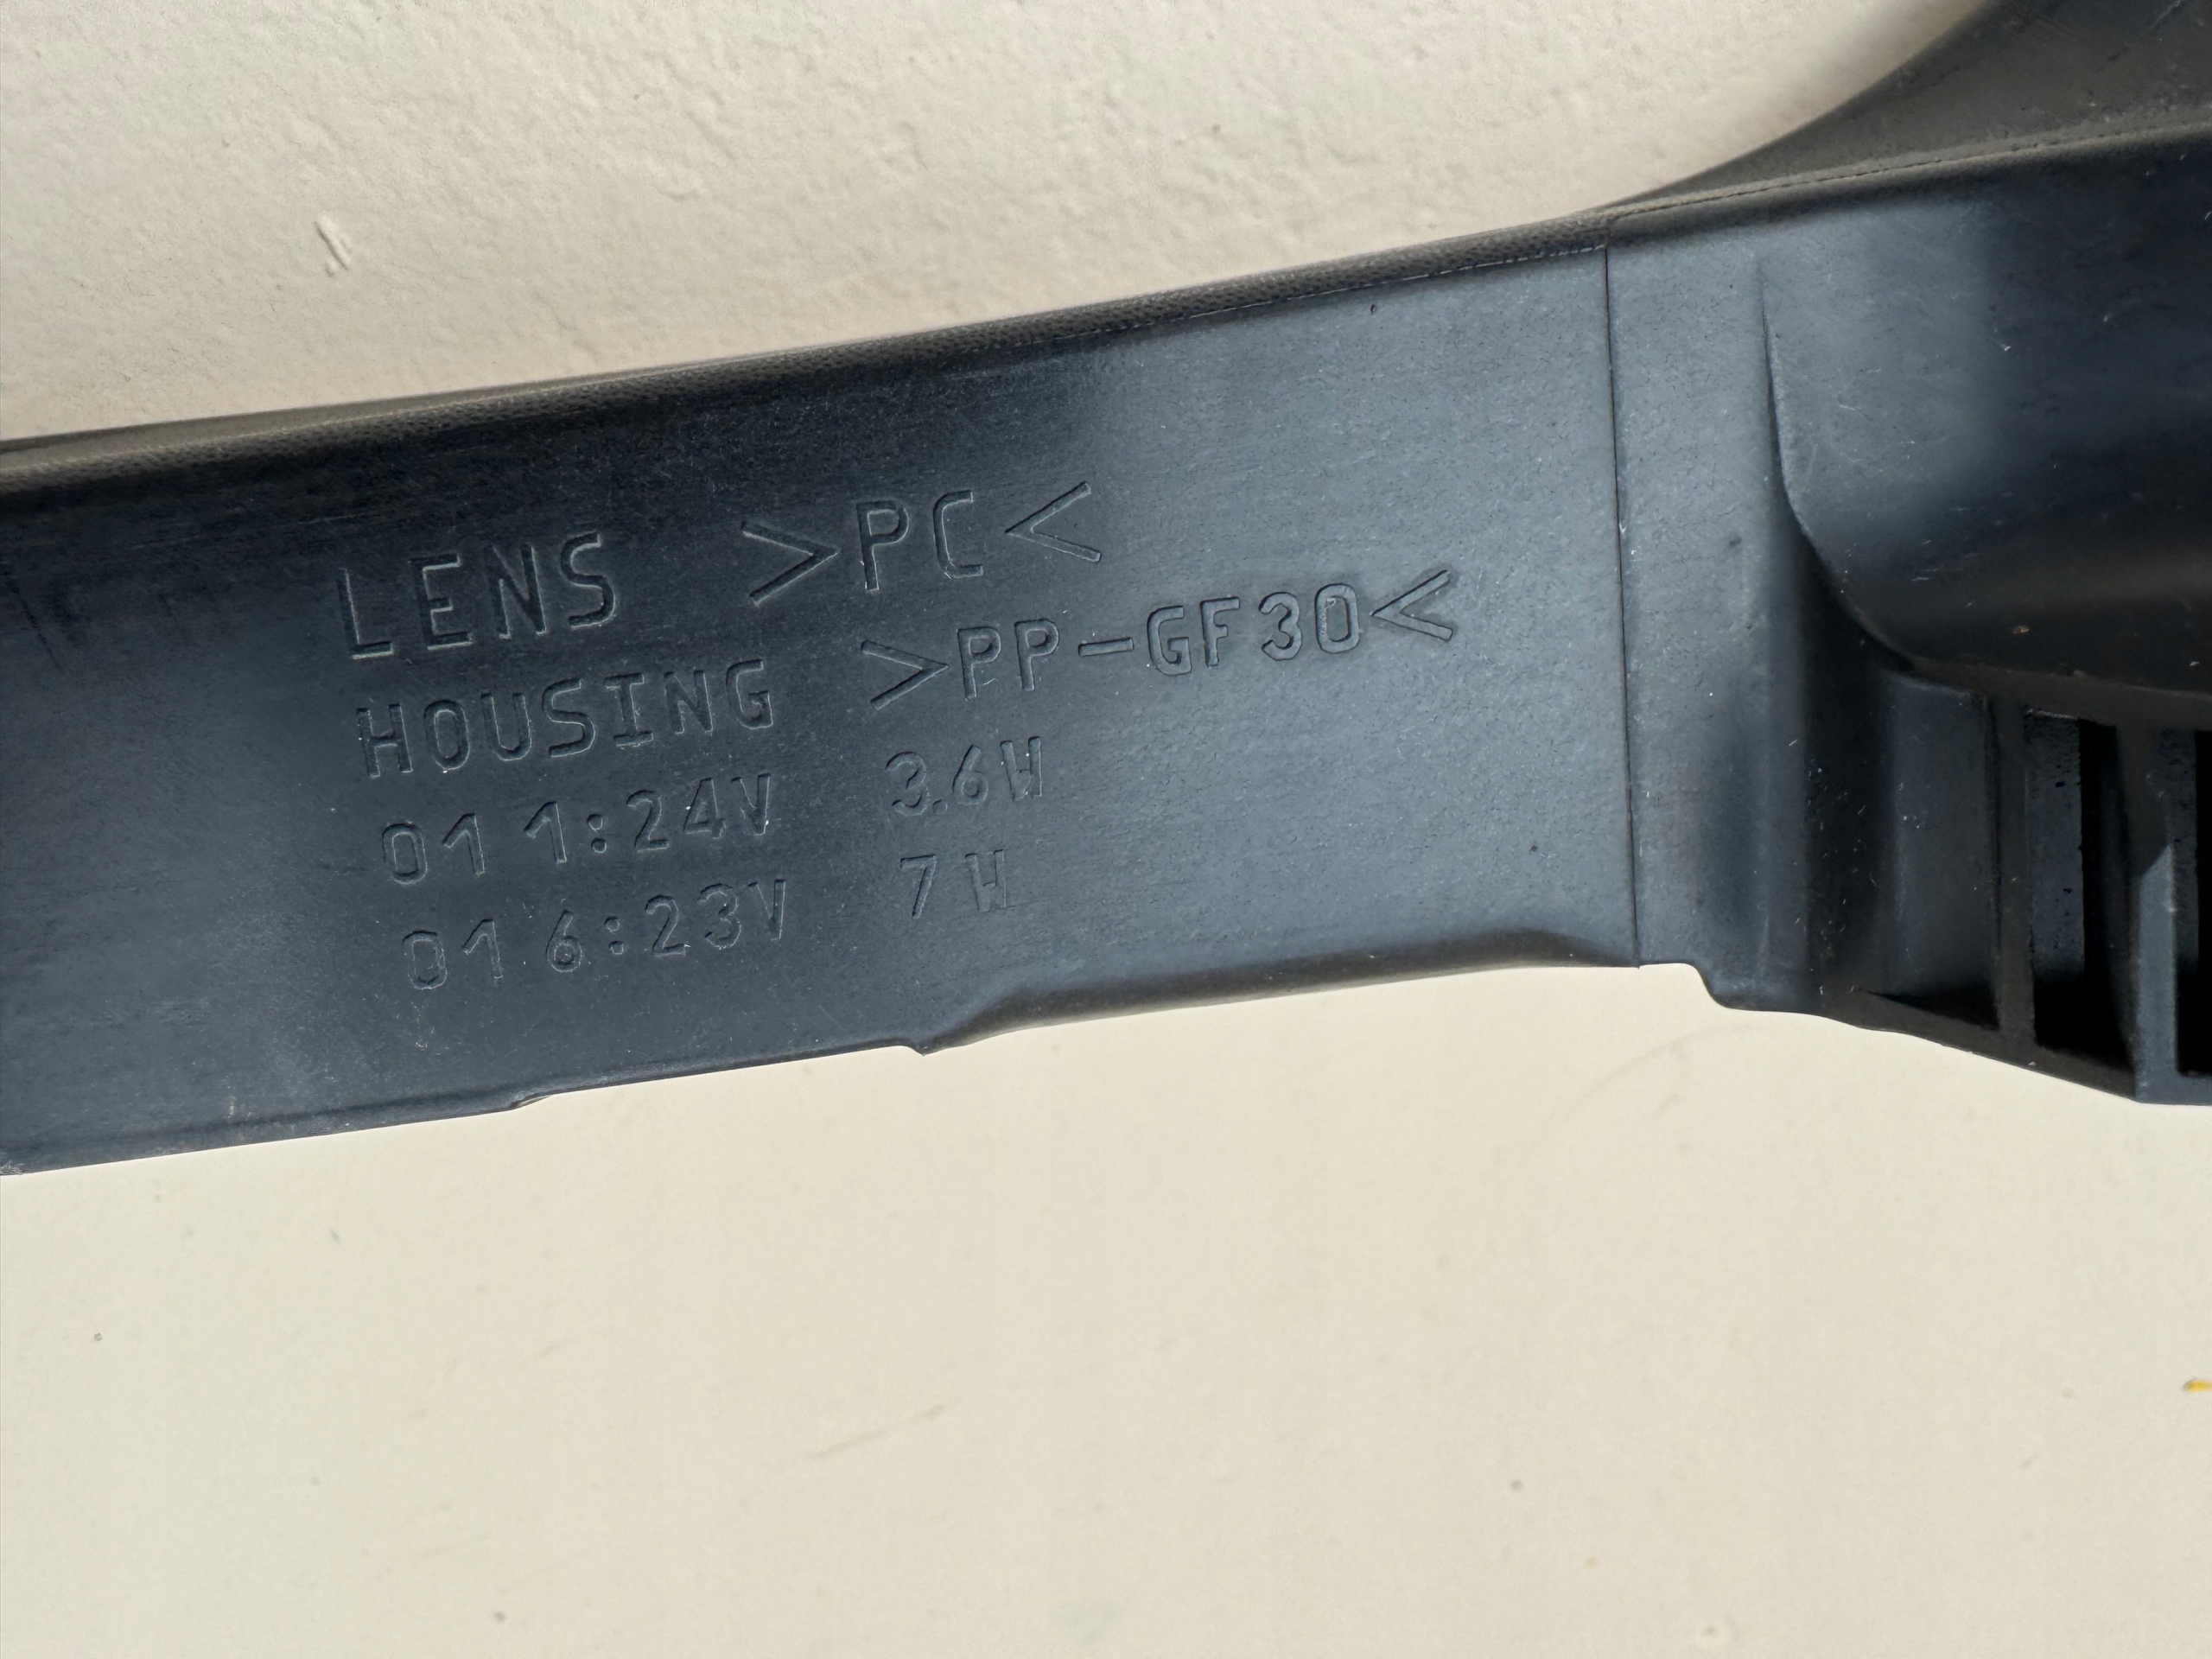 LENS >PC<
HOUSING >PP-GF30<
01 1:24V 3.6W
01 6:23V 7W